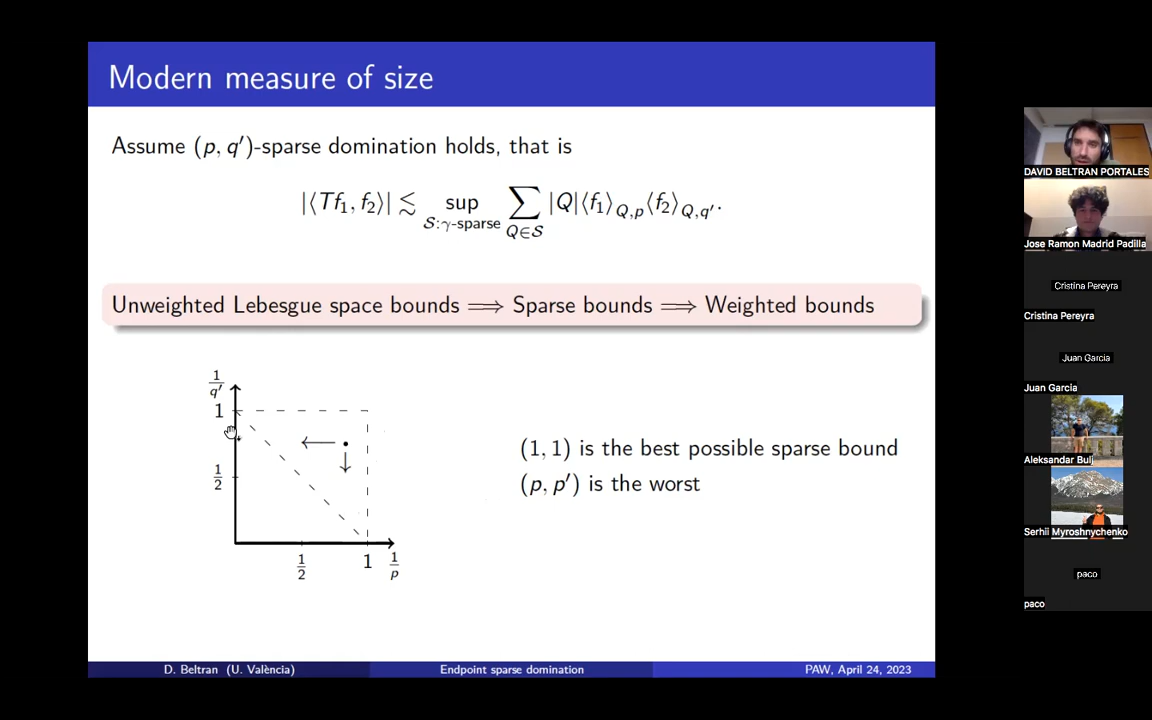 Modern measure of size
Assume (p, q′)-sparse domination holds, that is
|⟨Tf₁, f₂⟩| ≲ sup ∑ |Q|⟨f₁⟩Q,p⟨f₂⟩Q,q′.
S:γ-sparse Q∈S
Unweighted Lebesgue space bounds ⟹ Sparse bounds ⟹ Weighted bounds
1/q′
1
1/2
1/2
1
1/p
(1, 1) is the best possible sparse bound
(p, p′) is the worst
D. Beltran (U. València)
Endpoint sparse domination
PAW, April 24, 2023
DAVID BELTRAN PORTALES
Jose Ramon Madrid Padilla
Cristina Pereyra
Cristina Pereyra
Juan Garcia
Juan Garcia
Aleksandar Bulj
Serhii Myroshnychenko
paco
paco